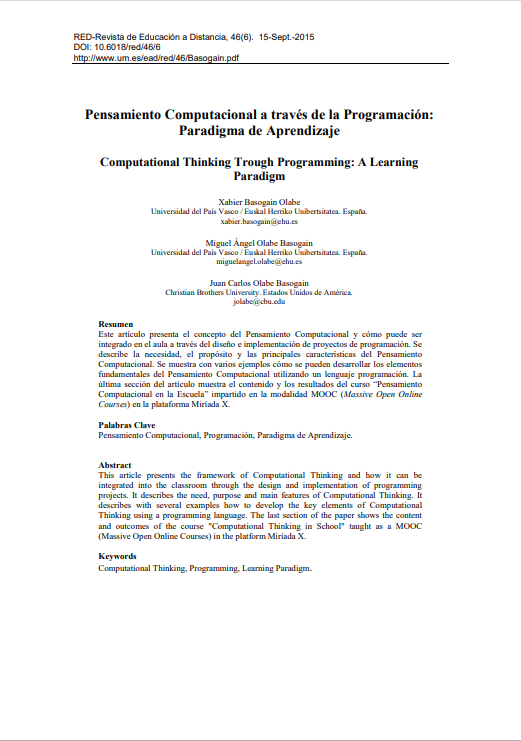 RED-Revista de Educación a Distancia, 46(6). 15-Sept.-2015
DOI: 10.6018/red/46/6
http://www.um.es/ead/red/46/Basogain.pdf
Pensamiento Computacional a través de la Programación:
Paradigma de Aprendizaje
Computational Thinking Trough Programming: A Learning
Paradigm
Xabier Basogain Olabe
Universidad del País Vasco / Euskal Herriko Unibertsitatea. España.
xabier.basogain@ehu.es
Miguel Ángel Olabe Basogain
Universidad del País Vasco / Euskal Herriko Unibertsitatea. España.
miguelangel.olabe@ehu.es
Juan Carlos Olabe Basogain
Christian Brothers University. Estados Unidos de América.
jolabe@cbu.edu
Resumen
Este artículo presenta el concepto del Pensamiento Computacional y cómo puede ser
integrado en el aula a través del diseño e implementación de proyectos de programación. Se
describe la necesidad, el propósito y las principales características del Pensamiento
Computacional. Se muestra con varios ejemplos cómo se pueden desarrollar los elementos
fundamentales del Pensamiento Computacional utilizando un lenguaje programación. La
última sección del artículo muestra el contenido y los resultados del curso “Pensamiento
Computacional en la Escuela” impartido en la modalidad MOOC (Massive Open Online
Courses) en la plataforma Miríada X.
Palabras Clave
Pensamiento Computacional, Programación, Paradigma de Aprendizaje.
Abstract
This article presents the framework of Computational Thinking and how it can be
integrated into the classroom through the design and implementation of programming
projects. It describes the need, purpose and main features of Computational Thinking. It
describes with several examples how to develop the key elements of Computational
Thinking using a programming language. The last section of the paper shows the content
and outcomes of the course "Computational Thinking in School" taught as a MOOC
(Massive Open Online Courses) in the platform Miríada X.
Keywords
Computational Thinking, Programming, Learning Paradigm.